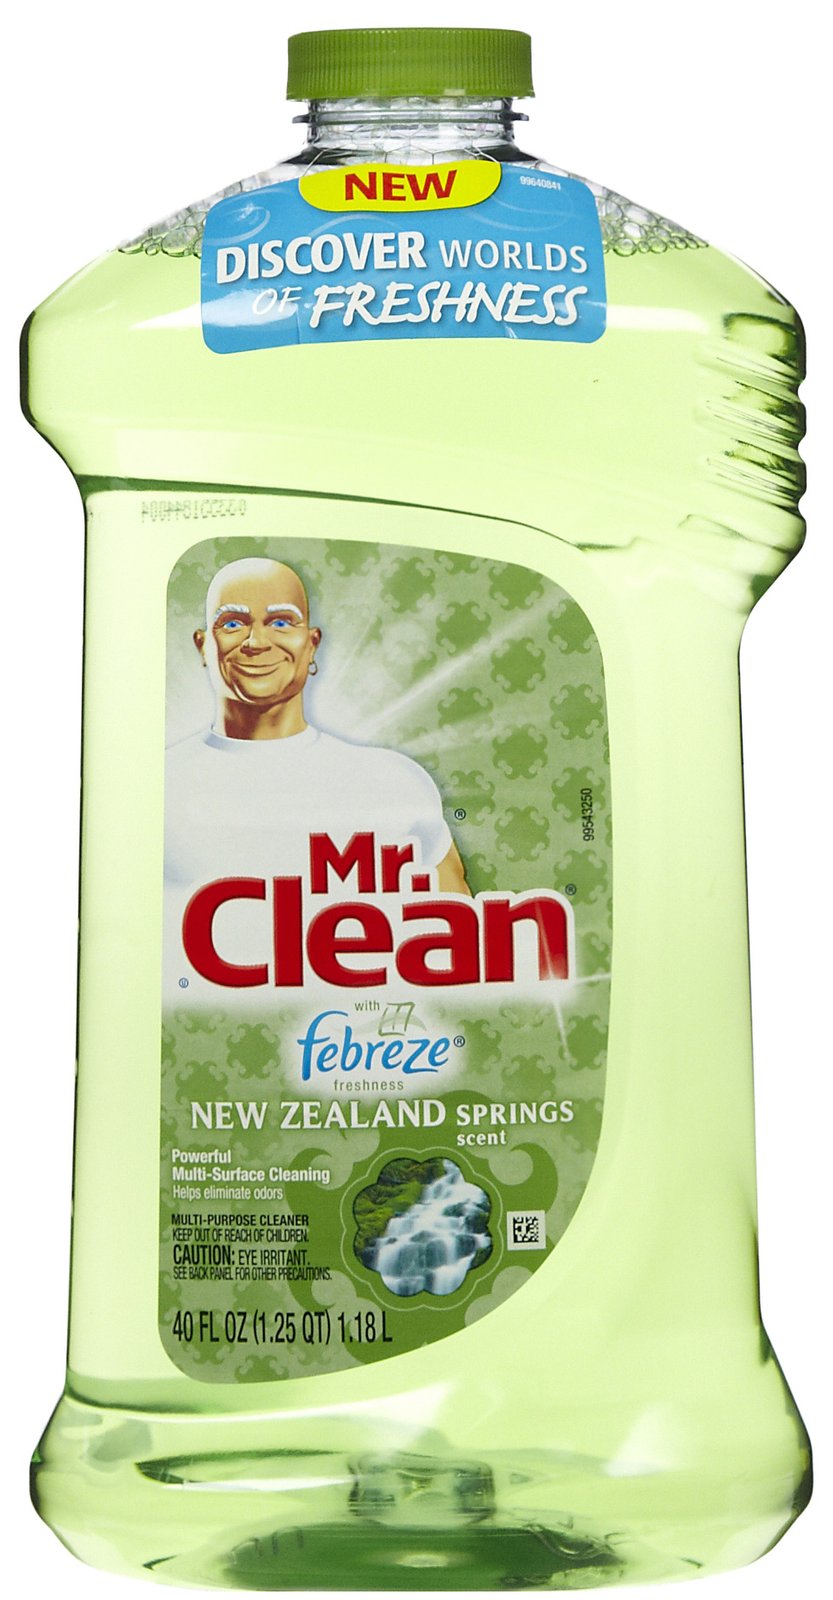 NEW
99640841
DISCOVER WORLDS
OF FRESHNESS
99543250
®
Mr.
Clean®
with
febreze®
freshness
NEW ZEALAND SPRINGS
scent
Powerful
Multi-Surface Cleaning
Helps eliminate odors
MULTI-PURPOSE CLEANER
KEEP OUT OF REACH OF CHILDREN.
CAUTION: EYE IRRITANT.
SEE BACK PANEL FOR OTHER PRECAUTIONS.
40 FL OZ (1.25 QT) 1.18 L